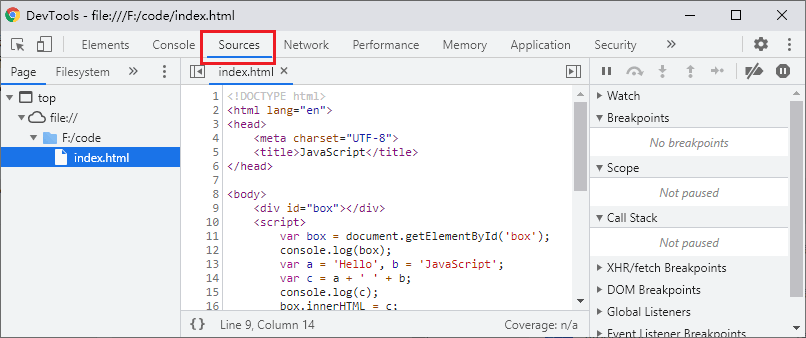 DevTools - file:///F:/code/index.html
Elements Console Sources Network Performance Memory Application Security »
Page Filesystem »
index.html ×
top
file://
F:/code
index.html
1 <!DOCTYPE html>
2 <html lang="en">
3 <head>
4 <meta charset="UTF-8">
5 <title>JavaScript</title>
6 </head>
7
8 <body>
9 <div id="box"></div>
10 <script>
11 var box = document.getElementById('box');
12 console.log(box);
13 var a = 'Hello', b = 'JavaScript';
14 var c = a + ' ' + b;
15 console.log(c);
16 box.innerHTML = c;
{} Line 9, Column 14 Coverage: n/a
Watch
Breakpoints
No breakpoints
Scope
Not paused
Call Stack
Not paused
XHR/fetch Breakpoints
DOM Breakpoints
Global Listeners
Event Listener Breakpoints